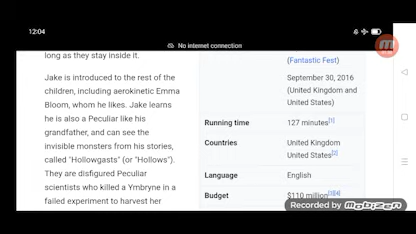 12:04
No internet connection
long as they stay inside it.
Jake is introduced to the rest of the
children, including aerokinetic Emma
Bloom, whom he likes. Jake learns
he is also a Peculiar like his
grandfather, and can see the
invisible monsters from his stories,
called "Hollowgasts" (or "Hollows").
They are disfigured Peculiar
scientists who killed a Ymbryne in a
failed experiment to harvest her
(Fantastic Fest)
September 30, 2016
(United Kingdom and
United States)
Running time 127 minutes[1]
Countries United Kingdom
United States[2]
Language English
Budget $110 million[3][4]
Recorded by Mobizen